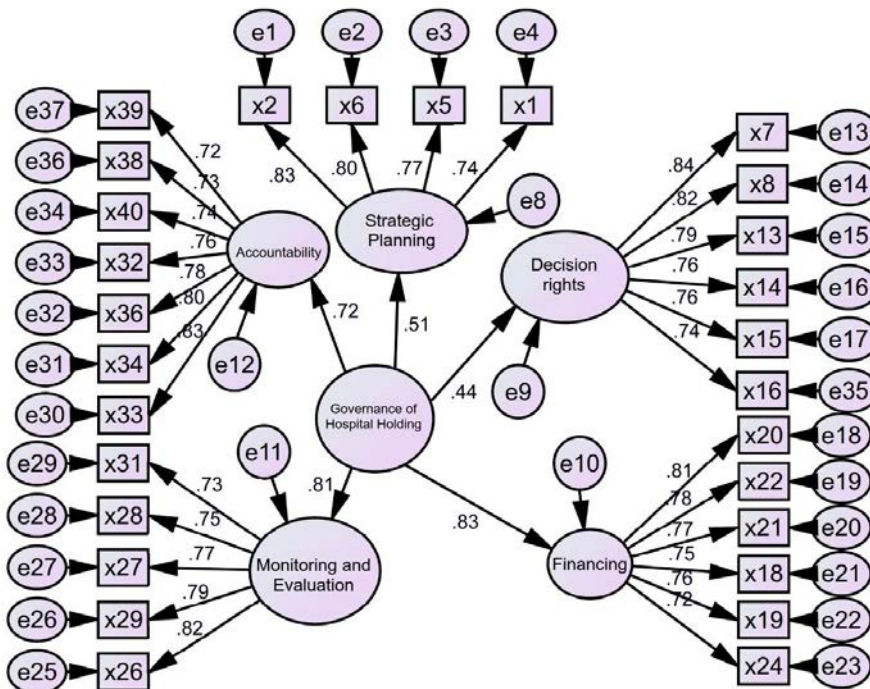 e1 e2 e3 e4
x2 x6 x5 x1
.83 .80 .77 .74
Strategic
Planning
e8
e37 x39 .72
e36 x38 .73
e34 x40 .74
e33 x32 .76
e32 x36 .78
e31 x34 .80
e30 x33 .83
Accountability
e12
.72
.51
x7 e13 .84
x8 e14 .82
x13 e15 .79
x14 e16 .76
x15 e17 .76
x16 e35 .74
Decision
rights
e9
.44
Governance of
Hospital Holding
e29 x31 .73
e28 x28 .75
e27 x27 .77
e26 x29 .79
e25 x26 .82
e11
.81
Monitoring and
Evaluation
.83
e10
Financing
x20 e18 .81
x22 e19 .78
x21 e20 .77
x18 e21 .75
x19 e22 .76
x24 e23 .72